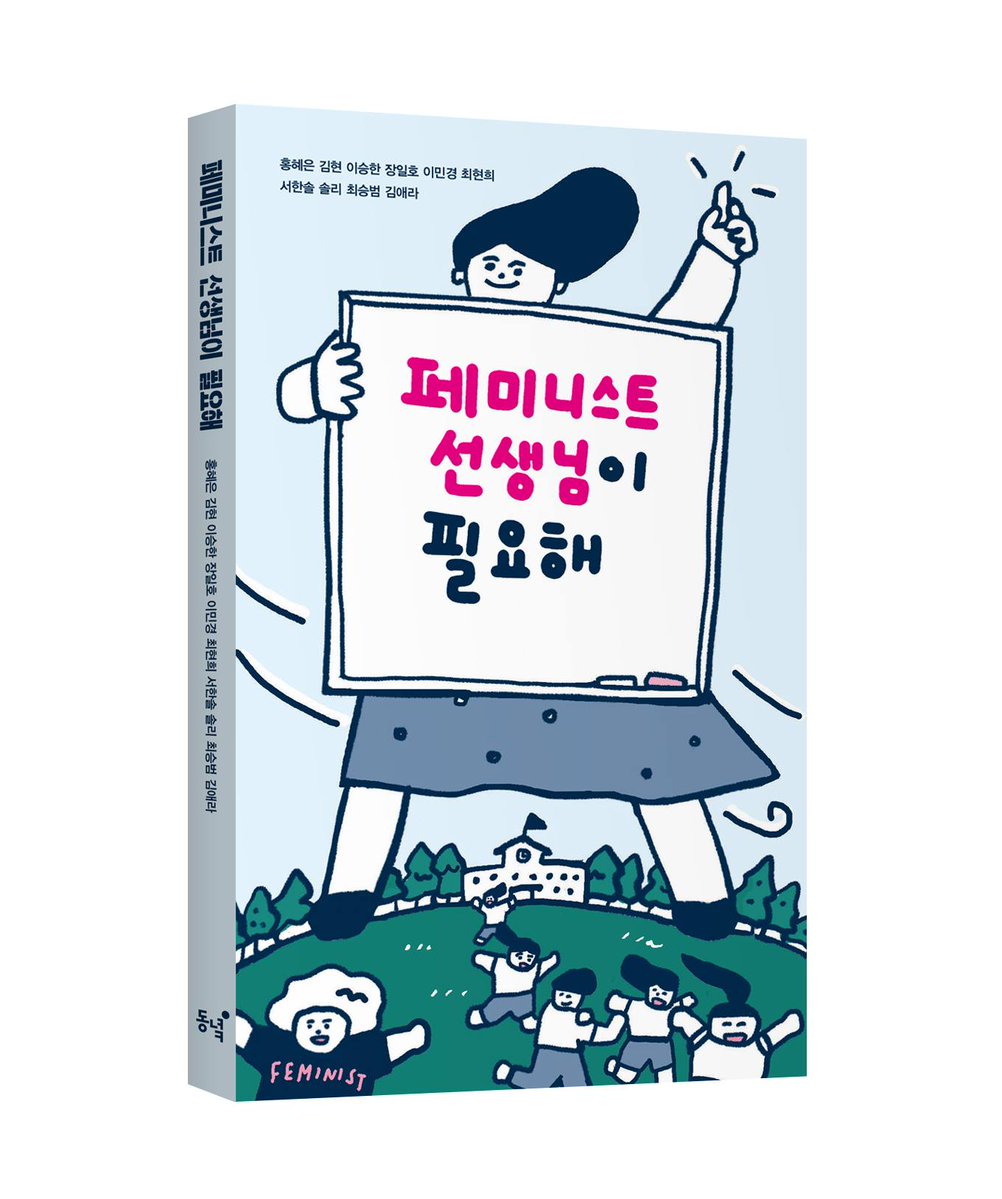 홍혜은 김현 이승한 장일호 이민경 최현희
서한솔 솔리 최승범 김애라
페미니스트
선생님이
필요해
FEMINIST
페미니스트 선생님이 필요해
홍혜은 김현 이승한 장일호 이민경 최현희 서한솔 솔리 최승범 김애라
동녘